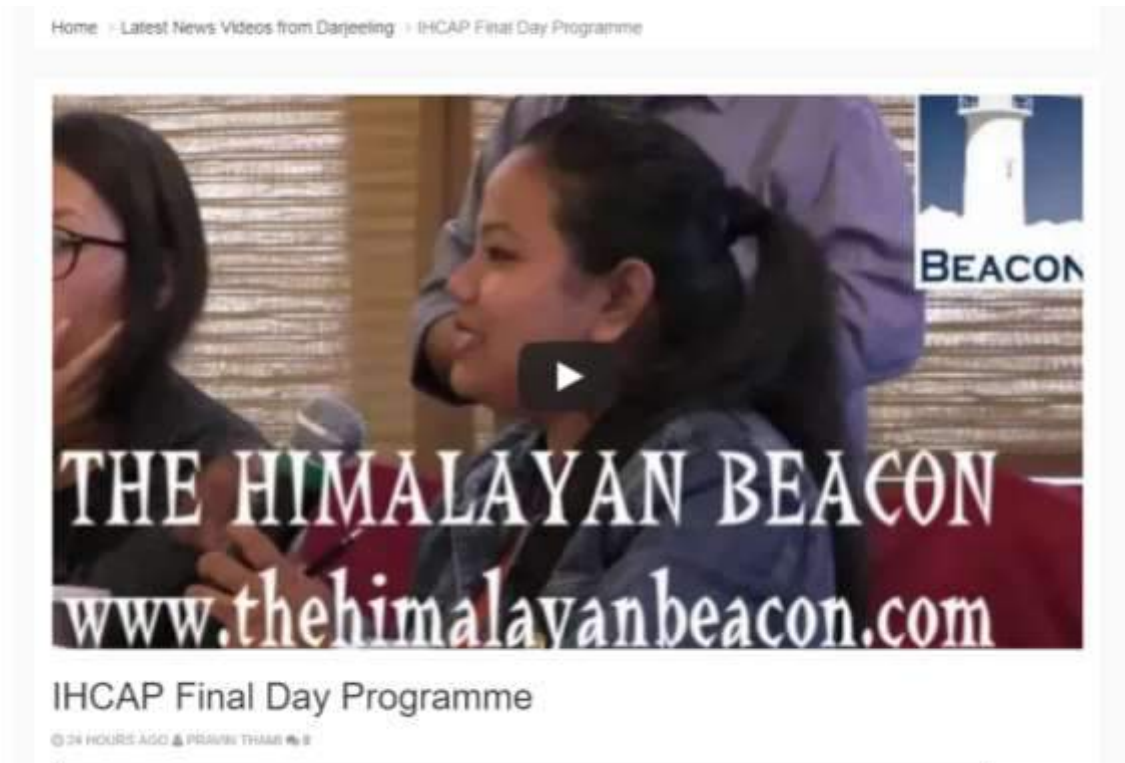 Home > Latest News Videos from Darjeeling > IHCAP Final Day Programme
BEACON
THE HIMALAYAN BEACON
www.thehimalayanbeacon.com
IHCAP Final Day Programme
24 HOURS AGO PRAVIN THAMI